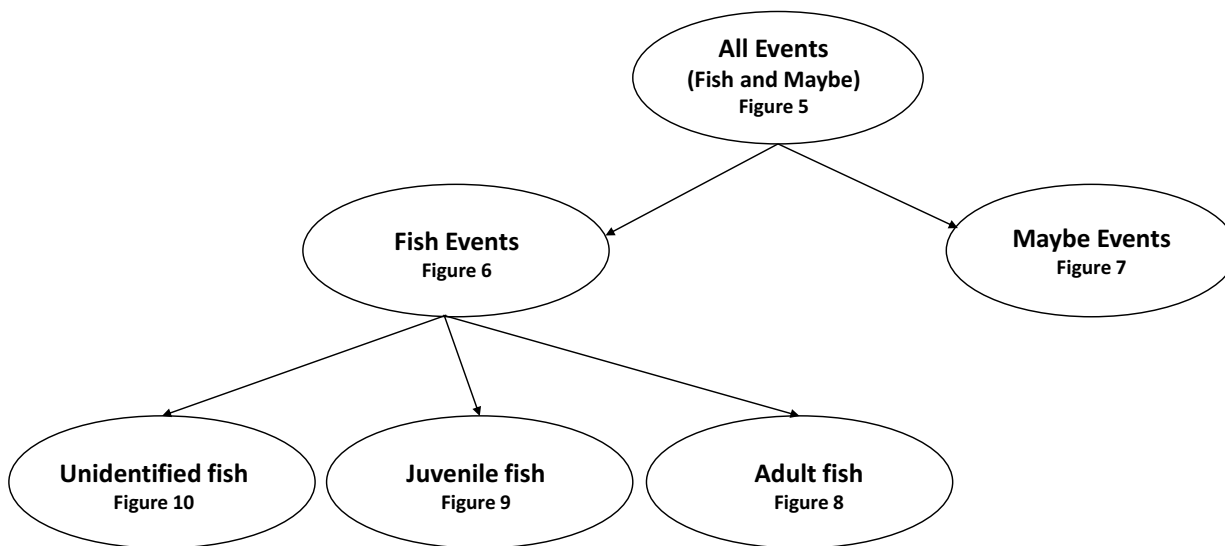 All Events
(Fish and Maybe)
Figure 5
Fish Events
Figure 6
Maybe Events
Figure 7
Unidentified fish
Figure 10
Juvenile fish
Figure 9
Adult fish
Figure 8